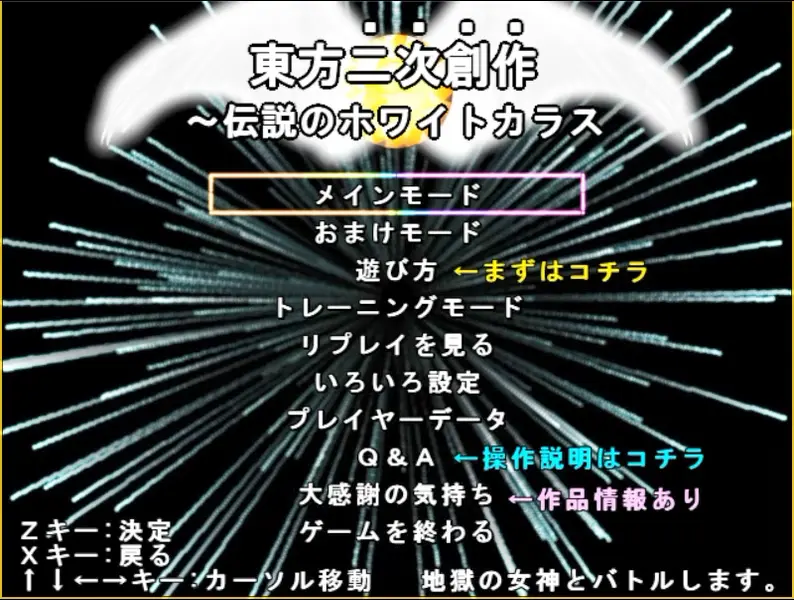 東方二次創作
～伝説のホワイトカラス
メインモード
おまけモード
遊び方 ←まずはコチラ
トレーニングモード
リプレイを見る
いろいろ設定
プレイヤーデータ
Q＆A ←操作説明はコチラ
大感謝の気持ち ←作品情報あり
Zキー:決定 ゲームを終わる
Xキー:戻る
↑↓←→キー:カーソル移動 地獄の女神とバトルします。